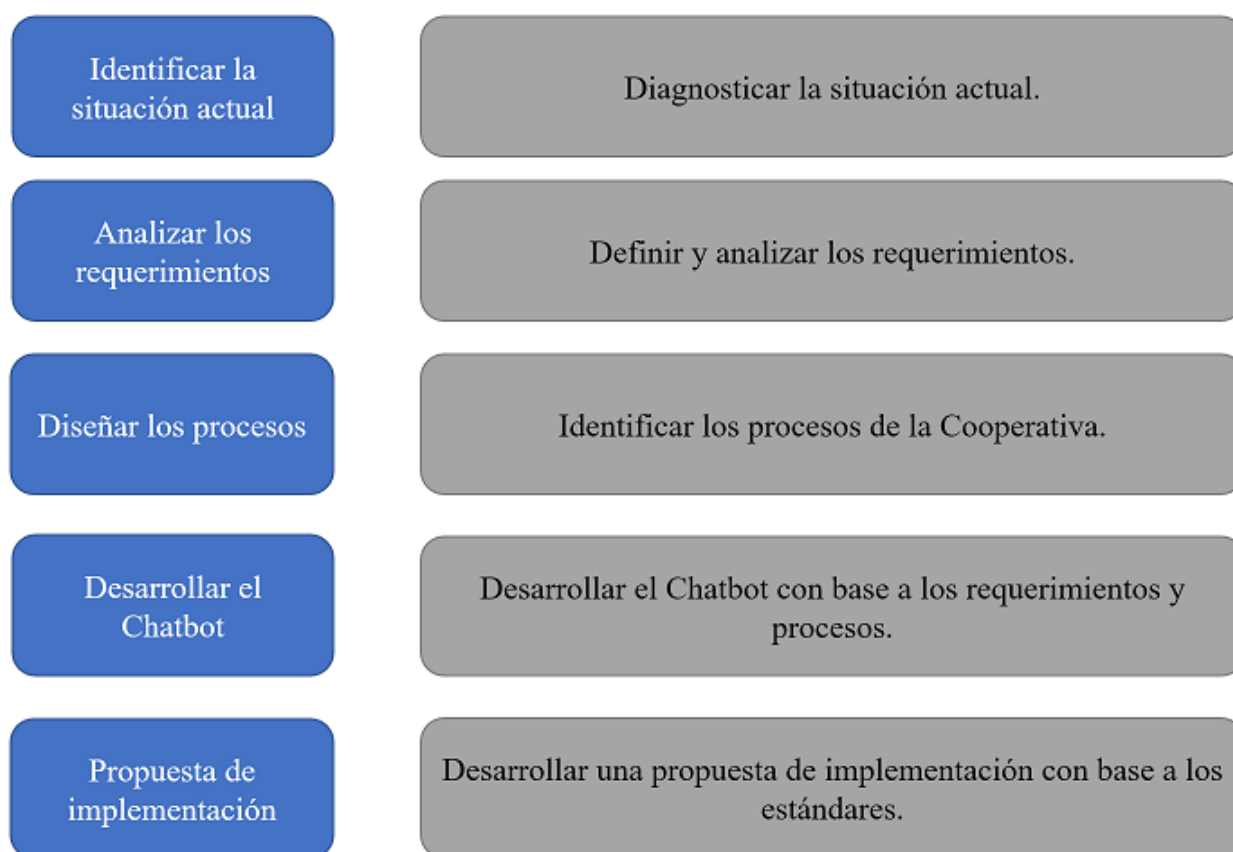 Identificar la
situación actual
Diagnosticar la situación actual.
Analizar los
requerimientos
Definir y analizar los requerimientos.
Diseñar los procesos
Identificar los procesos de la Cooperativa.
Desarrollar el
Chatbot
Desarrollar el Chatbot con base a los requerimientos y
procesos.
Propuesta de
implementación
Desarrollar una propuesta de implementación con base a los
estándares.